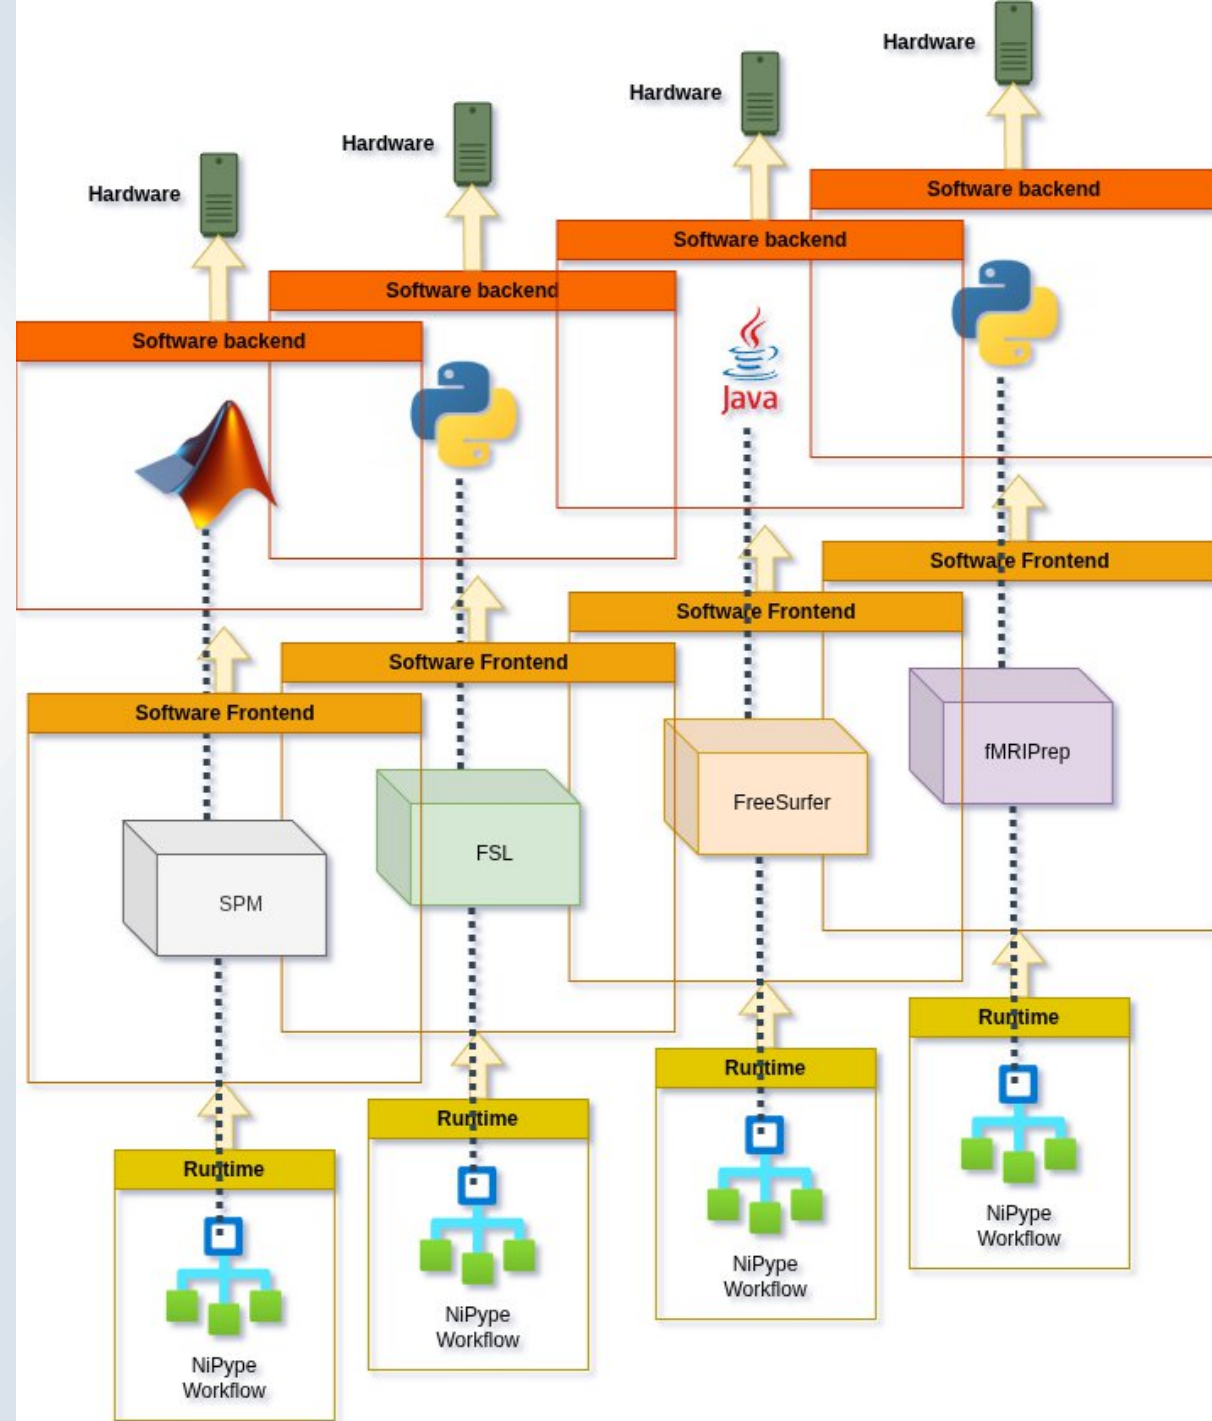 Hardware
Hardware
Hardware
Hardware
Software backend
Software backend
Software backend
Software backend
Java
Software Frontend
Software Frontend
Software Frontend
Software Frontend
fMRIPrep
FreeSurfer
FSL
SPM
Runtime
Runtime
Runtime
Runtime
NiPype
Workflow
NiPype
Workflow
NiPype
Workflow
NiPype
Workflow